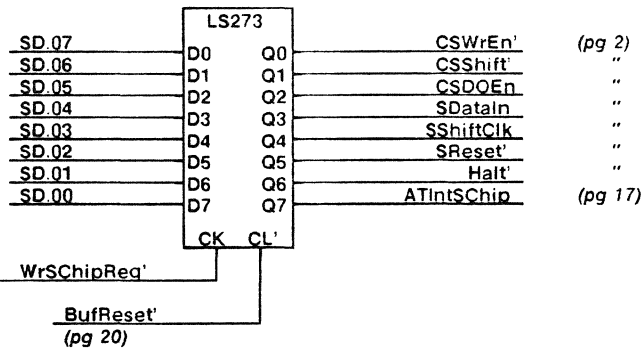 LS273
SD.07 D0 Q0 CSWrEn' (pg 2)
SD.06 D1 Q1 CSShift' "
SD.05 D2 Q2 CSDOEn "
SD.04 D3 Q3 SDataIn "
SD.03 D4 Q4 SShiftClk "
SD.02 D5 Q5 SReset' "
SD.01 D6 Q6 Halt' "
SD.00 D7 Q7 ATIntSChip (pg 17)
CK CL'
WrSChipReg'
BufReset'
(pg 20)